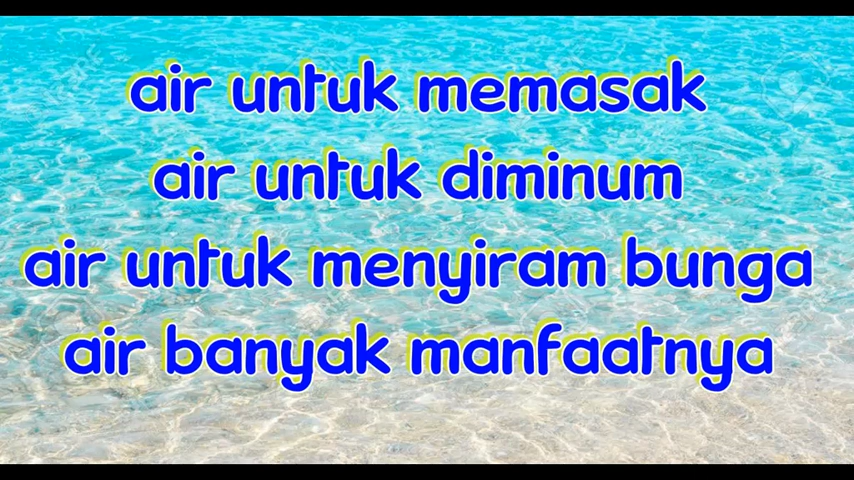 air untuk memasak
air untuk diminum
air untuk menyiram bunga
air banyak manfaatnya